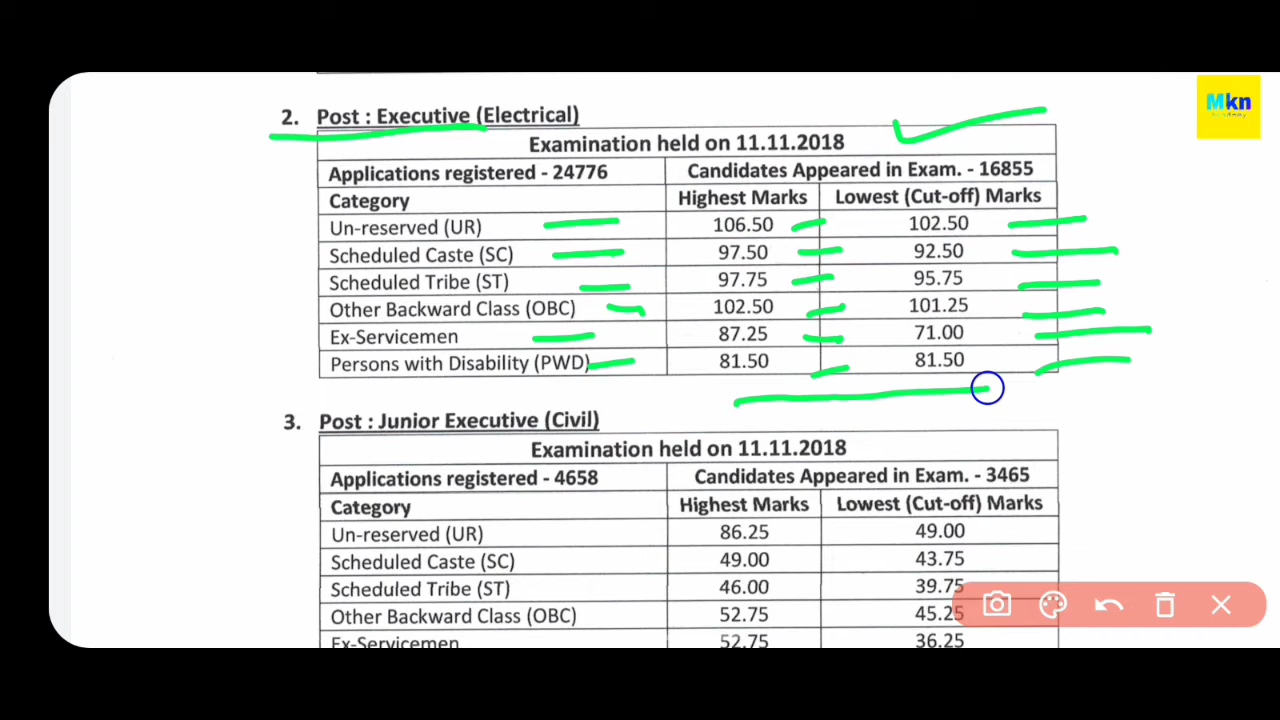 Mkn
2. Post : Executive (Electrical)
Examination held on 11.11.2018
Applications registered - 24776 Candidates Appeared in Exam. - 16855
Category Highest Marks Lowest (Cut-off) Marks
Un-reserved (UR) 106.50 102.50
Scheduled Caste (SC) 97.50 92.50
Scheduled Tribe (ST) 97.75 95.75
Other Backward Class (OBC) 102.50 101.25
Ex-Servicemen 87.25 71.00
Persons with Disability (PWD) 81.50 81.50
3. Post : Junior Executive (Civil)
Examination held on 11.11.2018
Applications registered - 4658 Candidates Appeared in Exam. - 3465
Category Highest Marks Lowest (Cut-off) Marks
Un-reserved (UR) 86.25 49.00
Scheduled Caste (SC) 49.00 43.75
Scheduled Tribe (ST) 46.00 39.75
Other Backward Class (OBC) 52.75 45.25
Ex-Servicemen 52.75 36.25